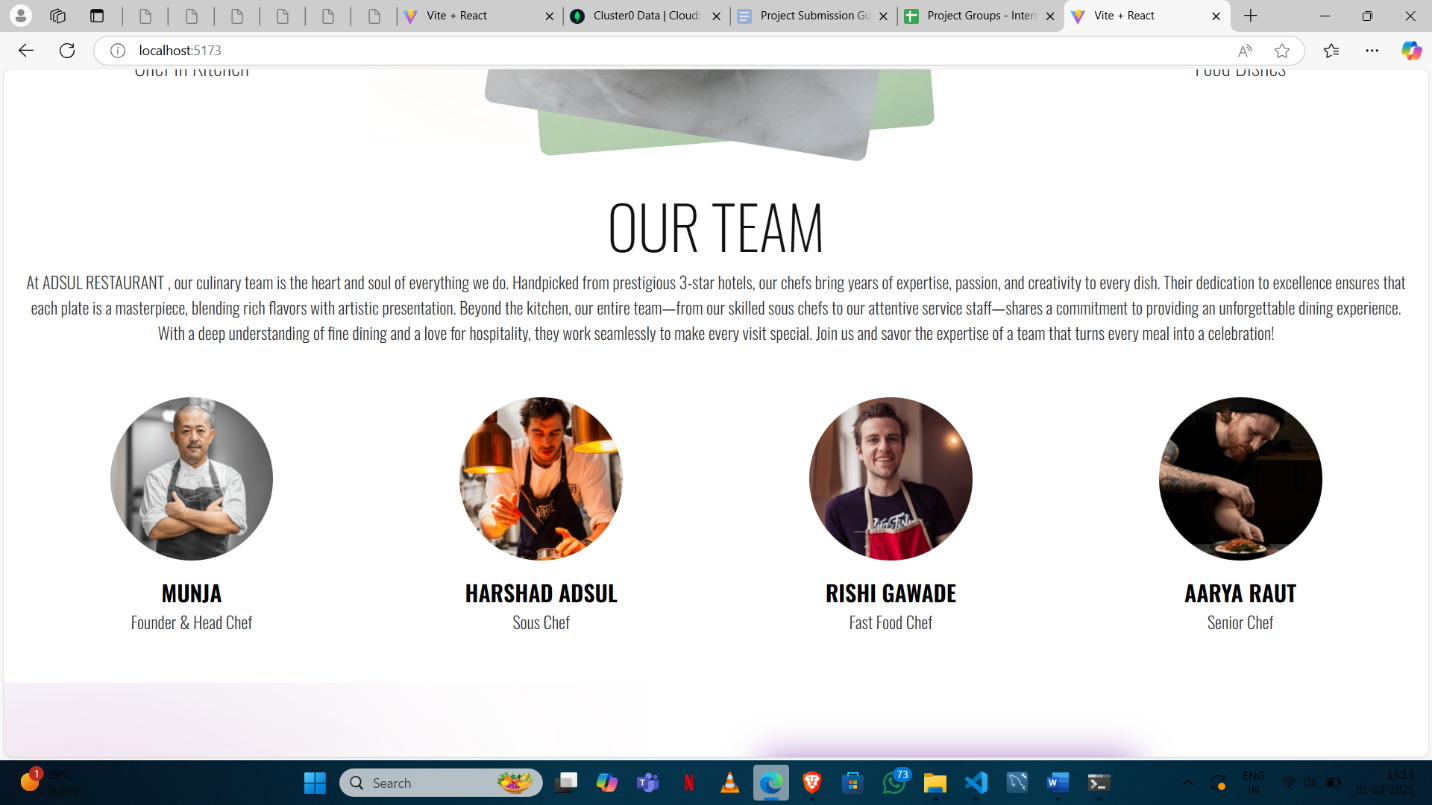 Vite + React
Cluster0 Data | Cloud:
Project Submission Gu
Project Groups - Intern
Vite + React
localhost:5173
Chef In Kitchen
Food Dishes
OUR TEAM
At ADSUL RESTAURANT , our culinary team is the heart and soul of everything we do. Handpicked from prestigious 3-star hotels, our chefs bring years of expertise, passion, and creativity to every dish. Their dedication to excellence ensures that
each plate is a masterpiece, blending rich flavors with artistic presentation. Beyond the kitchen, our entire team—from our skilled sous chefs to our attentive service staff—shares a commitment to providing an unforgettable dining experience.
With a deep understanding of fine dining and a love for hospitality, they work seamlessly to make every visit special. Join us and savor the expertise of a team that turns every meal into a celebration!
MUNJA
Founder & Head Chef
HARSHAD ADSUL
Sous Chef
RISHI GAWADE
Fast Food Chef
AARYA RAUT
Senior Chef
1
29°C
Sunny
Search
73
ENG
IN
13:15
01-02-2025